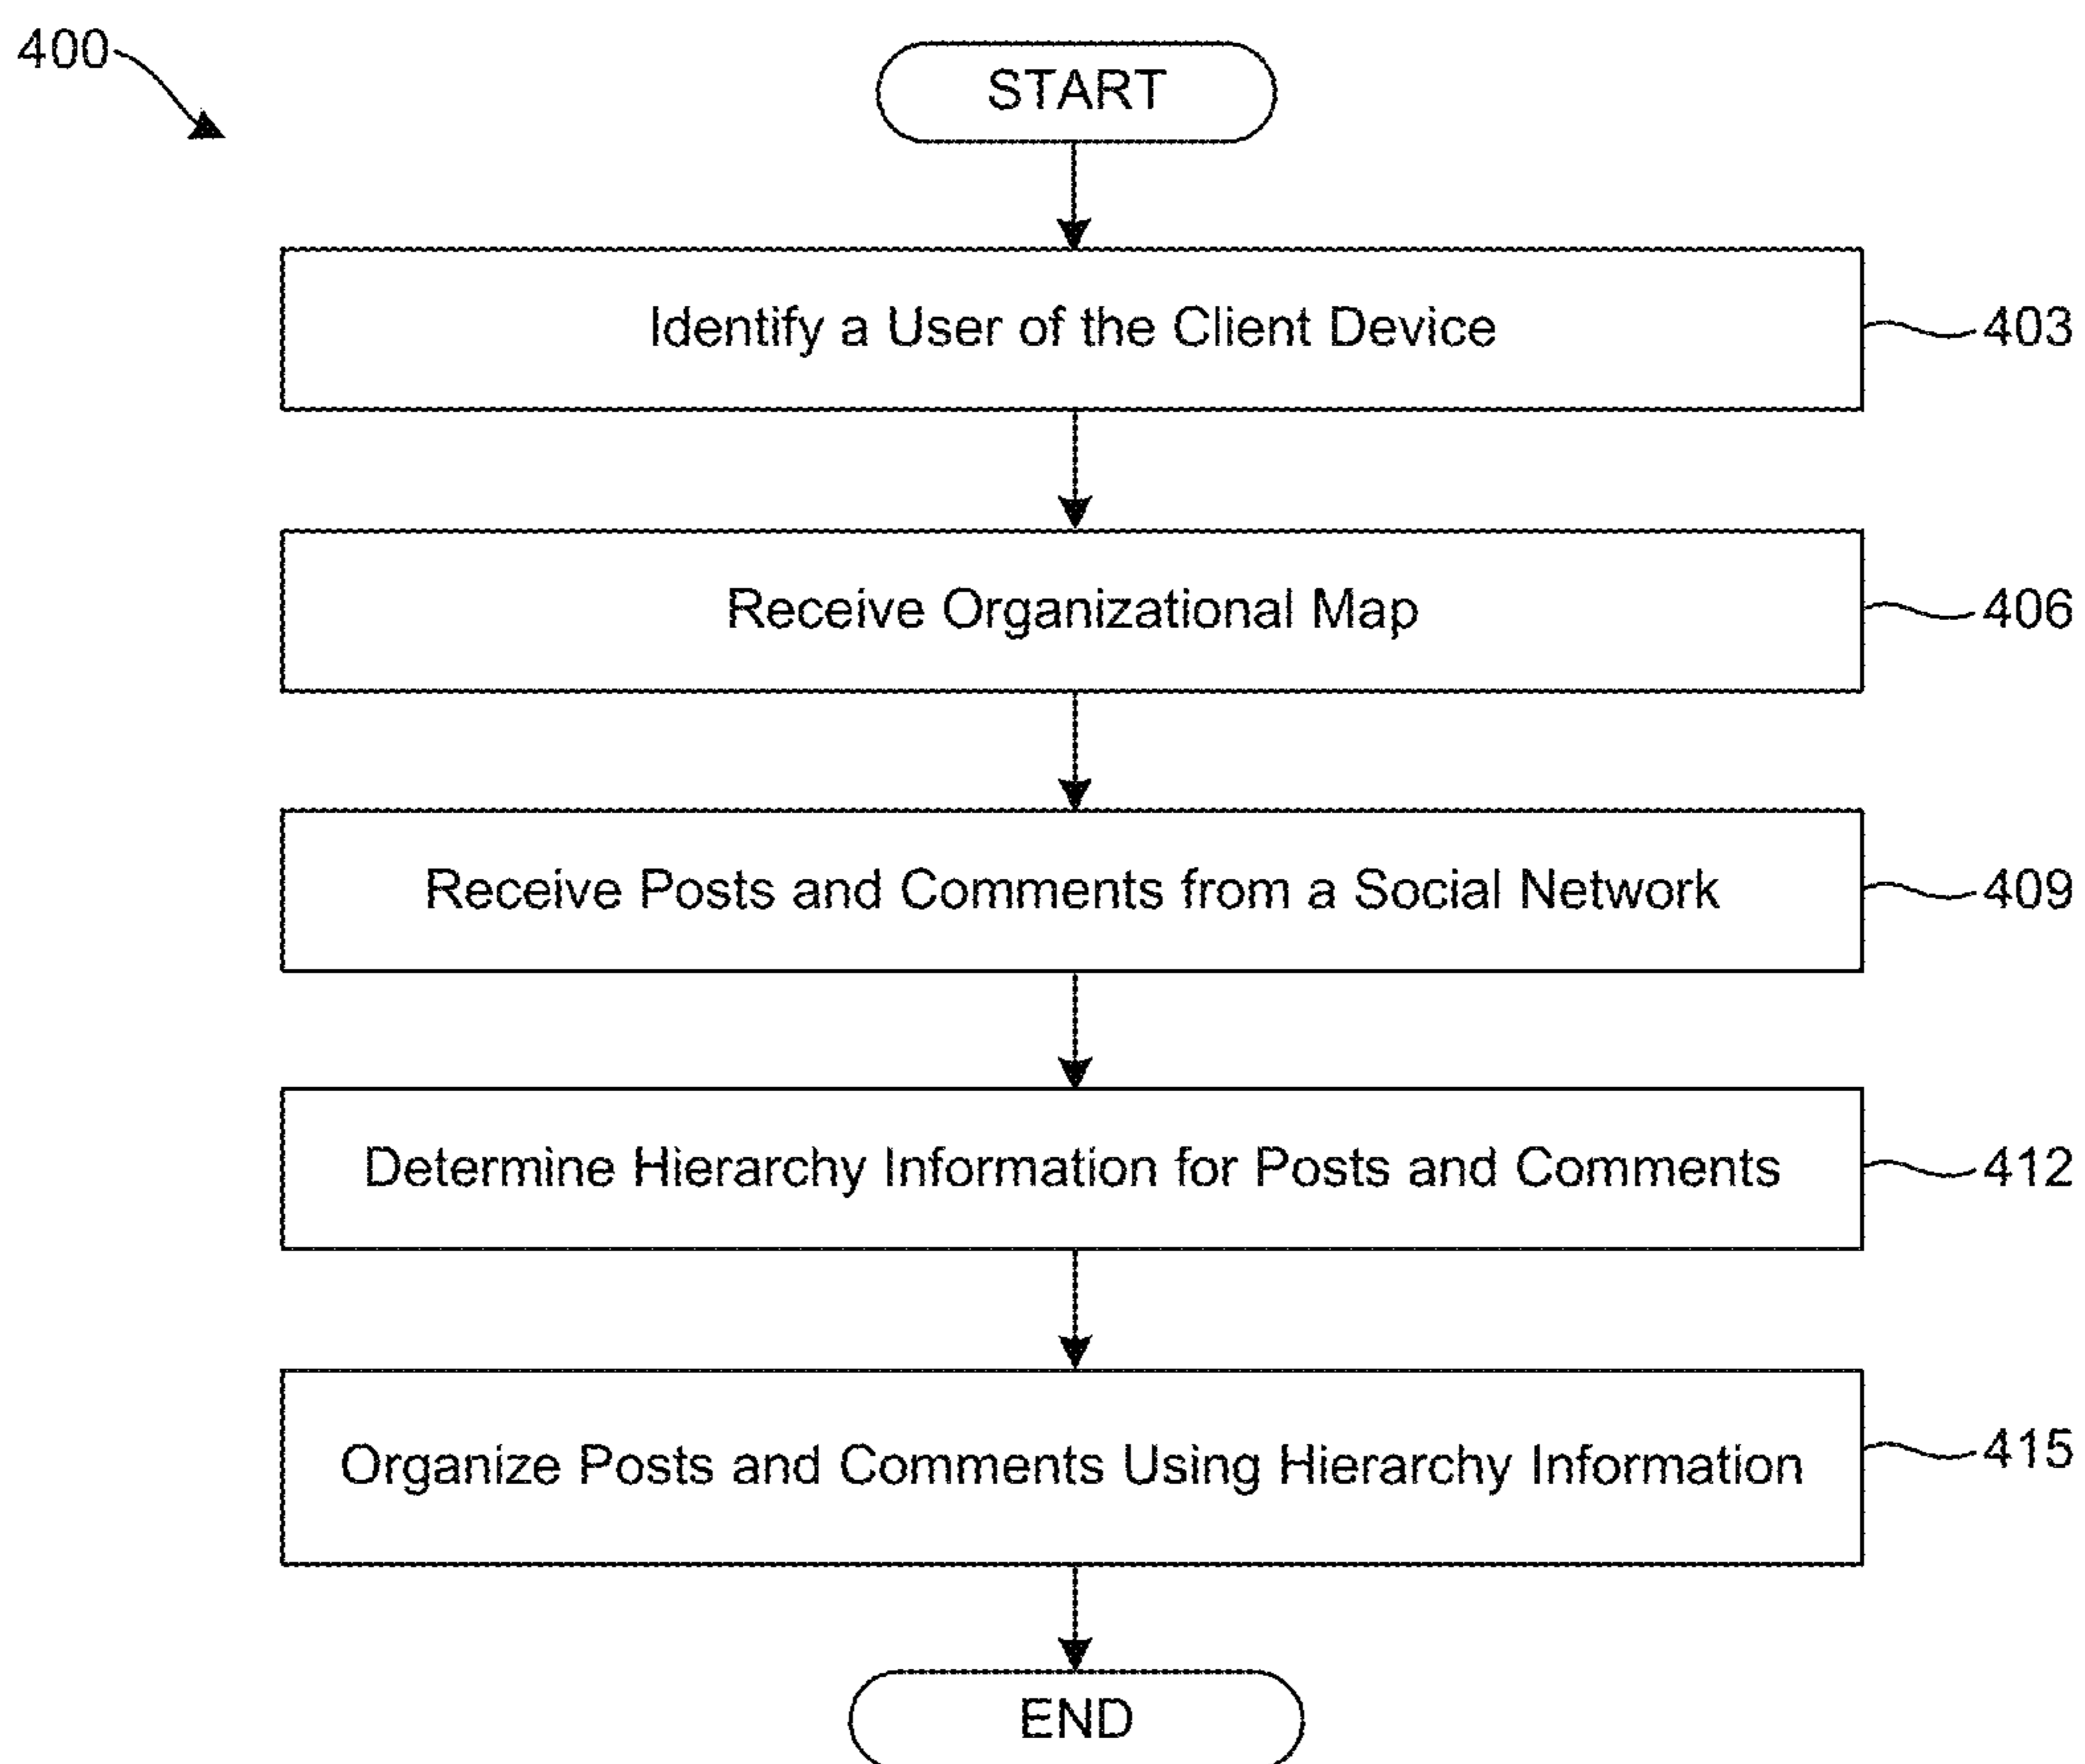 400
START
Identify a User of the Client Device
403
Receive Organizational Map
406
Receive Posts and Comments from a Social Network
409
Determine Hierarchy Information for Posts and Comments
412
Organize Posts and Comments Using Hierarchy Information
415
END